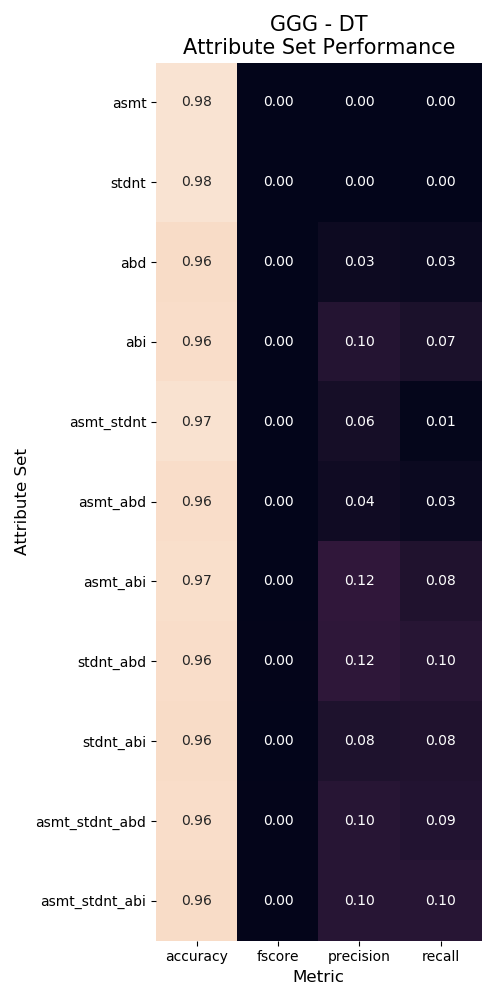 GGG - DT
Attribute Set Performance
asmt 0.98 0.00 0.00 0.00
stdnt 0.98 0.00 0.00 0.00
abd 0.96 0.00 0.03 0.03
abi 0.96 0.00 0.10 0.07
asmt_stdnt 0.97 0.00 0.06 0.01
asmt_abd 0.96 0.00 0.04 0.03
asmt_abi 0.97 0.00 0.12 0.08
stdnt_abd 0.96 0.00 0.12 0.10
stdnt_abi 0.96 0.00 0.08 0.08
asmt_stdnt_abd 0.96 0.00 0.10 0.09
asmt_stdnt_abi 0.96 0.00 0.10 0.10
accuracy fscore precision recall
Metric
Attribute Set